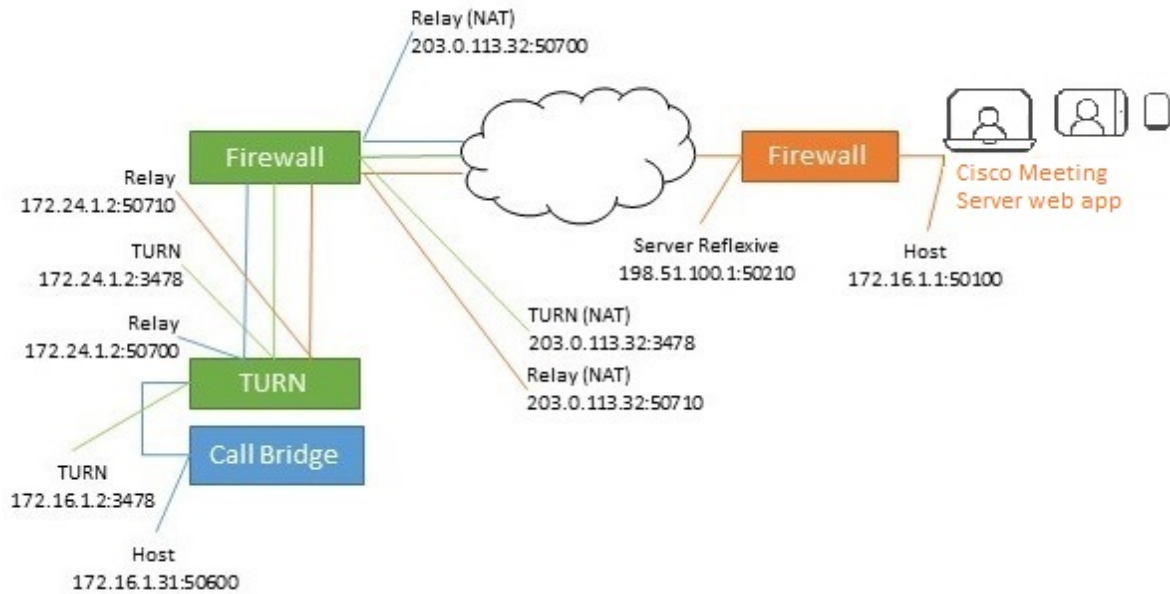 Relay (NAT)
203.0.113.32:50700
Firewall
Firewall
Cisco Meeting
Server web app
Relay
172.24.1.2:50710
TURN
172.24.1.2:3478
Relay
172.24.1.2:50700
Server Reflexive
198.51.100.1:50210
Host
172.16.1.1:50100
TURN (NAT)
203.0.113.32:3478
Relay (NAT)
203.0.113.32:50710
TURN
Call Bridge
TURN
172.16.1.2:3478
Host
172.16.1.31:50600